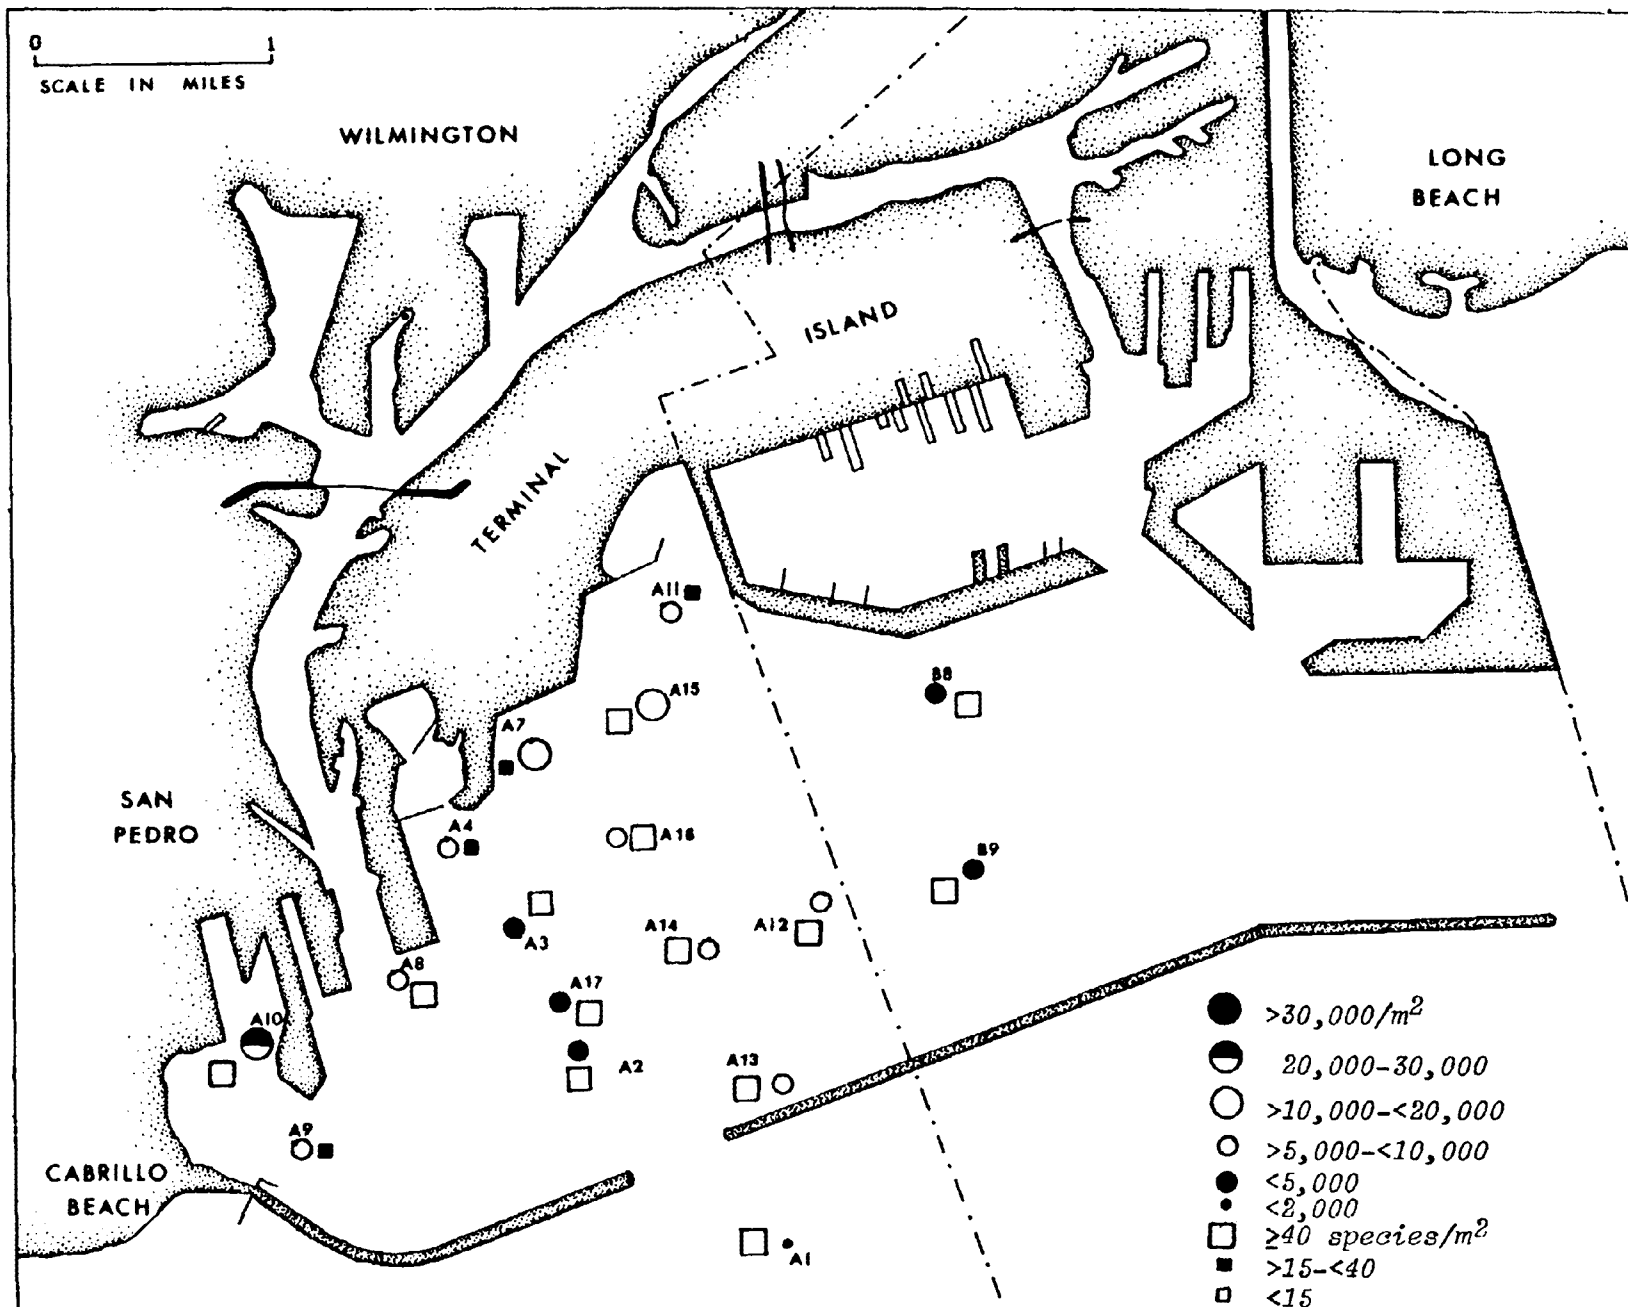 0 1
SCALE IN MILES
WILMINGTON
LONG
BEACH
ISLAND
TERMINAL
A11
B8
A15
A7
SAN
PEDRO
A4
A16
B9
A3
A14
A12
A8
A17
A10
A2
A13
A9
CABRILLO
BEACH
A1
>30,000/m²
20,000-30,000
>10,000-<20,000
>5,000-<10,000
<5,000
<2,000
≥40 species/m²
>15-<40
<15